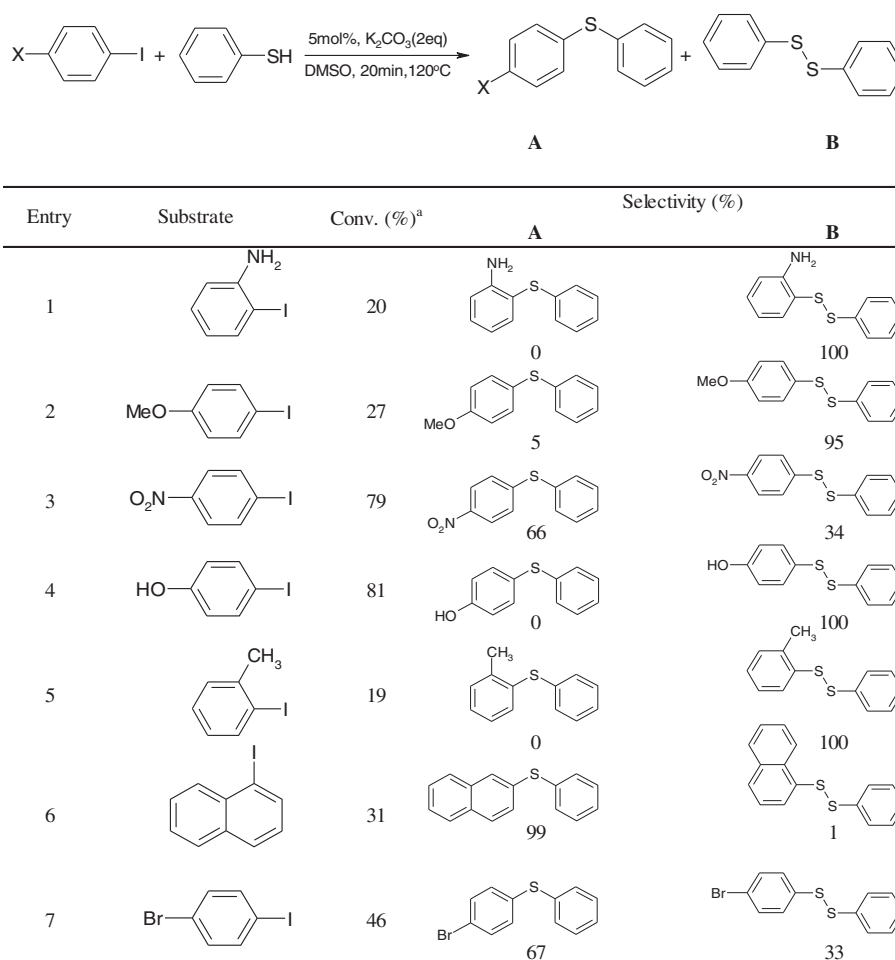 X I + SH 5mol%, K₂CO₃(2eq) S + S
DMSO, 20min,120ºC X S
A B
Entry Substrate Conv. (%)ᵃ Selectivity (%)
A B
NH₂ NH₂ NH₂
1 I 20 S S S
0 100
2 MeO I 27 MeO S MeO S S
5 95
3 O₂N I 79 O₂N S NO₂ S S
66 34
4 HO I 81 HO S HO S S
0 100
CH₃ CH₃ CH₃
5 I 19 S S S
0 100
I
6 31 S S S
99 1
7 Br I 46 Br S Br S S
67 33